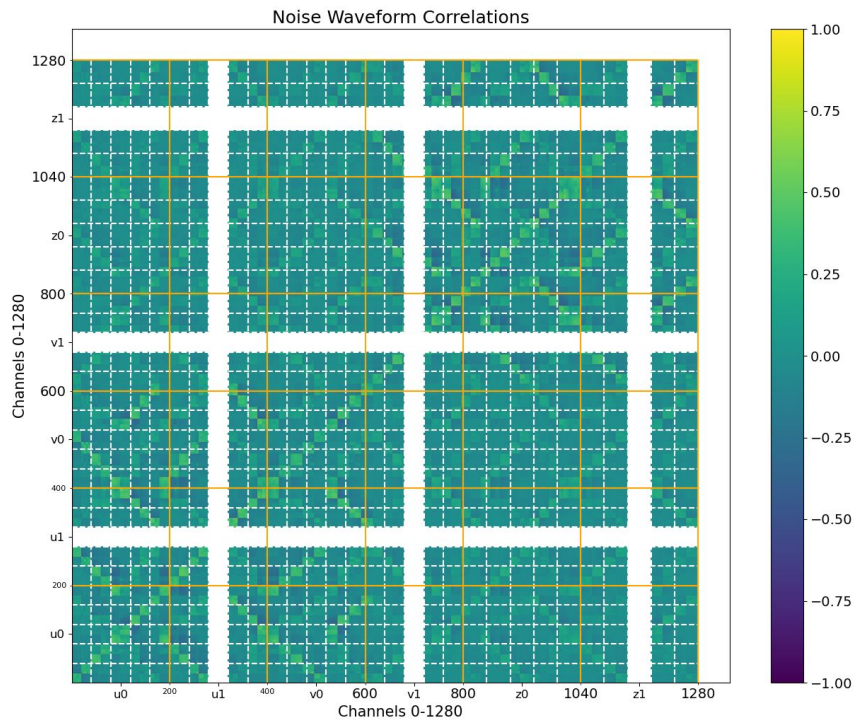 Noise Waveform Correlations
1.00
0.75
0.50
0.25
0.00
−0.25
−0.50
−0.75
−1.00
Channels 0-1280
1280
z1
1040
z0
800
v1
600
v0
400
u1
200
u0
u0 200 u1 400 v0 600 v1 800 z0 1040 z1 1280
Channels 0-1280